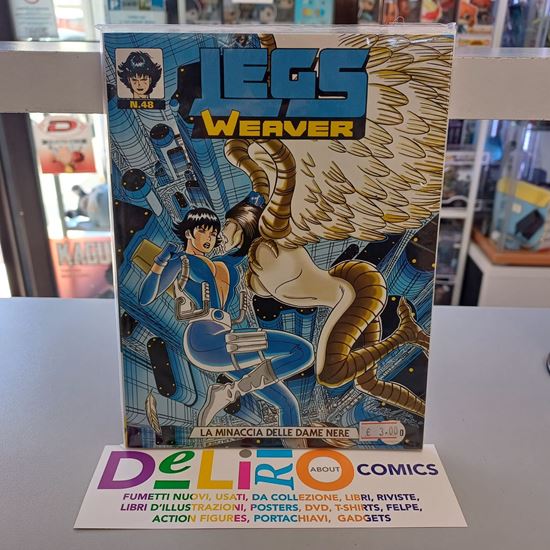 LEGS
WEAVER
N.48
LA MINACCIA DELLE DAME NERE
£ 3.00
DeLiRiO
ABOUT
COMICS
FUMETTI NUOVI, USATI, DA COLLEZIONE, LIBRI, RIVISTE,
LIBRI D'ILLUSTRAZIONI, POSTERS, DVD, T-SHIRTS, FELPE,
ACTION FIGURES, PORTACHIAVI, GADGETS